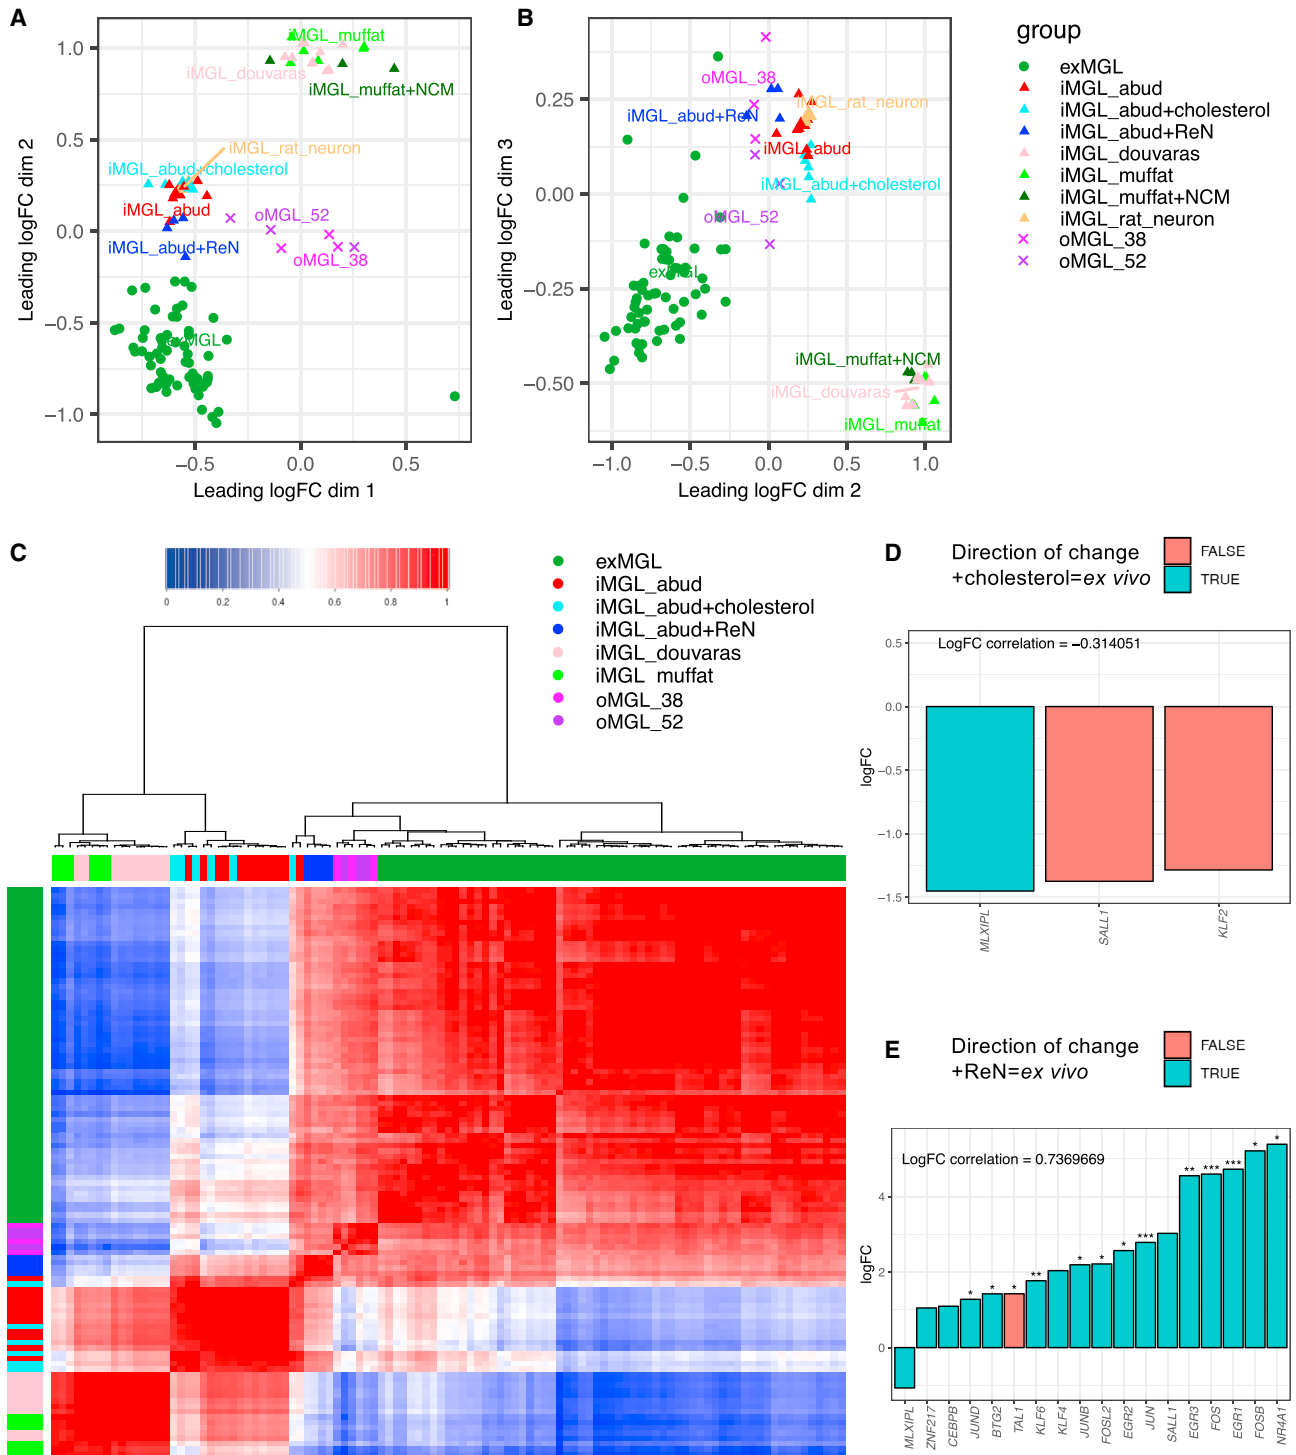 A
1.0
0.5
0.0
−0.5
−1.0
Leading logFC dim 2
iMGL_muffat
iMGL_douvaras
iMGL_muffat+NCM
iMGL_rat_neuron
iMGL_abud+cholesterol
iMGL_abud
oMGL_52
iMGL_abud+ReN
oMGL_38
exMGL
−0.5
0.0
0.5
Leading logFC dim 1
B
0.25
0.00
−0.25
−0.50
Leading logFC dim 3
oMGL_38
iMGL_rat_neuron
iMGL_abud+ReN
iMGL_abud
iMGL_abud+cholesterol
oMGL_52
exMGL
iMGL_muffat+NCM
iMGL_douvaras
iMGL_muffat
−1.0
−0.5
0.0
0.5
1.0
Leading logFC dim 2
group
exMGL
iMGL_abud
iMGL_abud+cholesterol
iMGL_abud+ReN
iMGL_douvaras
iMGL_muffat
iMGL_muffat+NCM
iMGL_rat_neuron
oMGL_38
oMGL_52
C
0
0.2
0.4
0.6
0.8
1
exMGL
iMGL_abud
iMGL_abud+cholesterol
iMGL_abud+ReN
iMGL_douvaras
iMGL muffat
oMGL_38
oMGL_52
D
Direction of change
+cholesterol=ex vivo
FALSE
TRUE
LogFC correlation = −0.314051
0.5
0.0
−0.5
−1.0
−1.5
logFC
MLXIPL
SALL1
KLF2
E
Direction of change
+ReN=ex vivo
FALSE
TRUE
LogFC correlation = 0.7369669
4
2
0
logFC
* * * ** * * * *** ** *** *** * *
MLXIPL
ZNF217
CEBPB
JUND
BTG2
TAL1
KLF6
KLF4
JUNB
FOSL2
EGR2
JUN
SALL1
EGR3
FOS
EGR1
FOSB
NR4A1